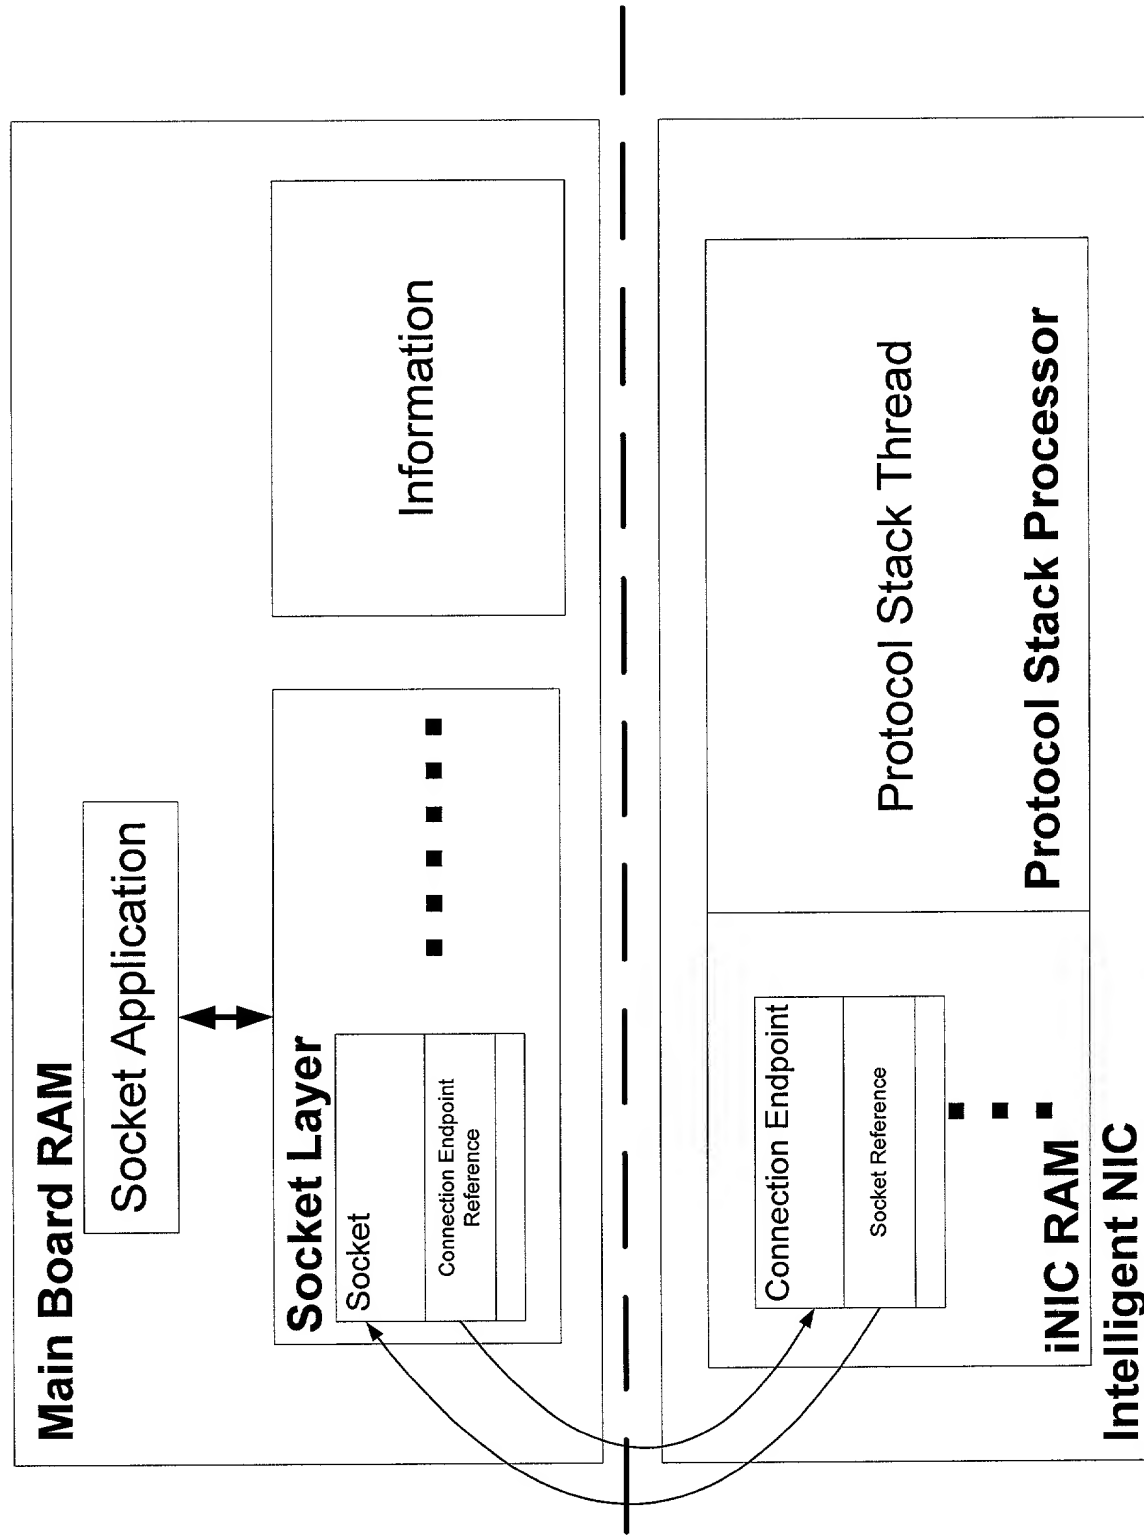 Main Board RAM
Socket Application
Socket Layer
Socket
Connection Endpoint
Reference
Information
Connection Endpoint
Socket Reference
iNIC RAM
Protocol Stack Thread
Protocol Stack Processor
Intelligent NIC